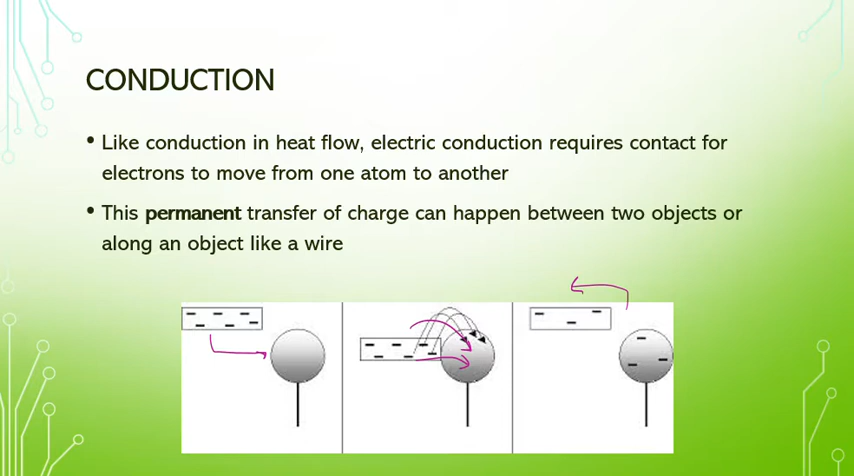 CONDUCTION
• Like conduction in heat flow, electric conduction requires contact for
electrons to move from one atom to another
• This permanent transfer of charge can happen between two objects or
along an object like a wire